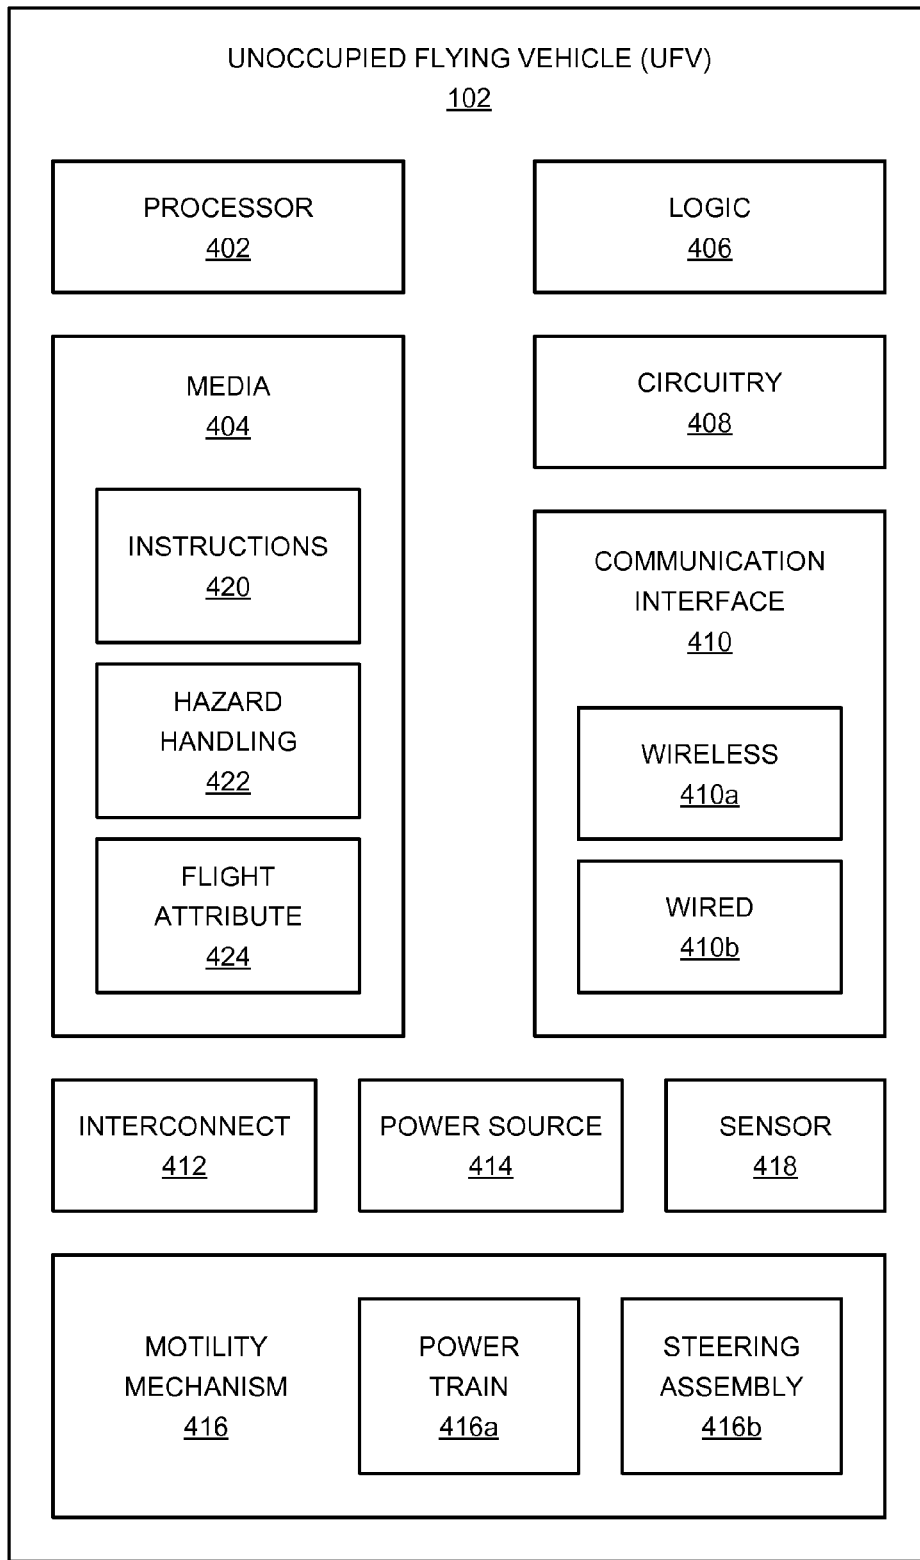 UNOCCUPIED FLYING VEHICLE (UFV)
102
PROCESSOR
402
LOGIC
406
MEDIA
404
CIRCUITRY
408
INSTRUCTIONS
420
HAZARD
HANDLING
422
FLIGHT
ATTRIBUTE
424
COMMUNICATION
INTERFACE
410
WIRELESS
410a
WIRED
410b
INTERCONNECT
412
POWER SOURCE
414
SENSOR
418
MOTILITY
MECHANISM
416
POWER
TRAIN
416a
STEERING
ASSEMBLY
416b